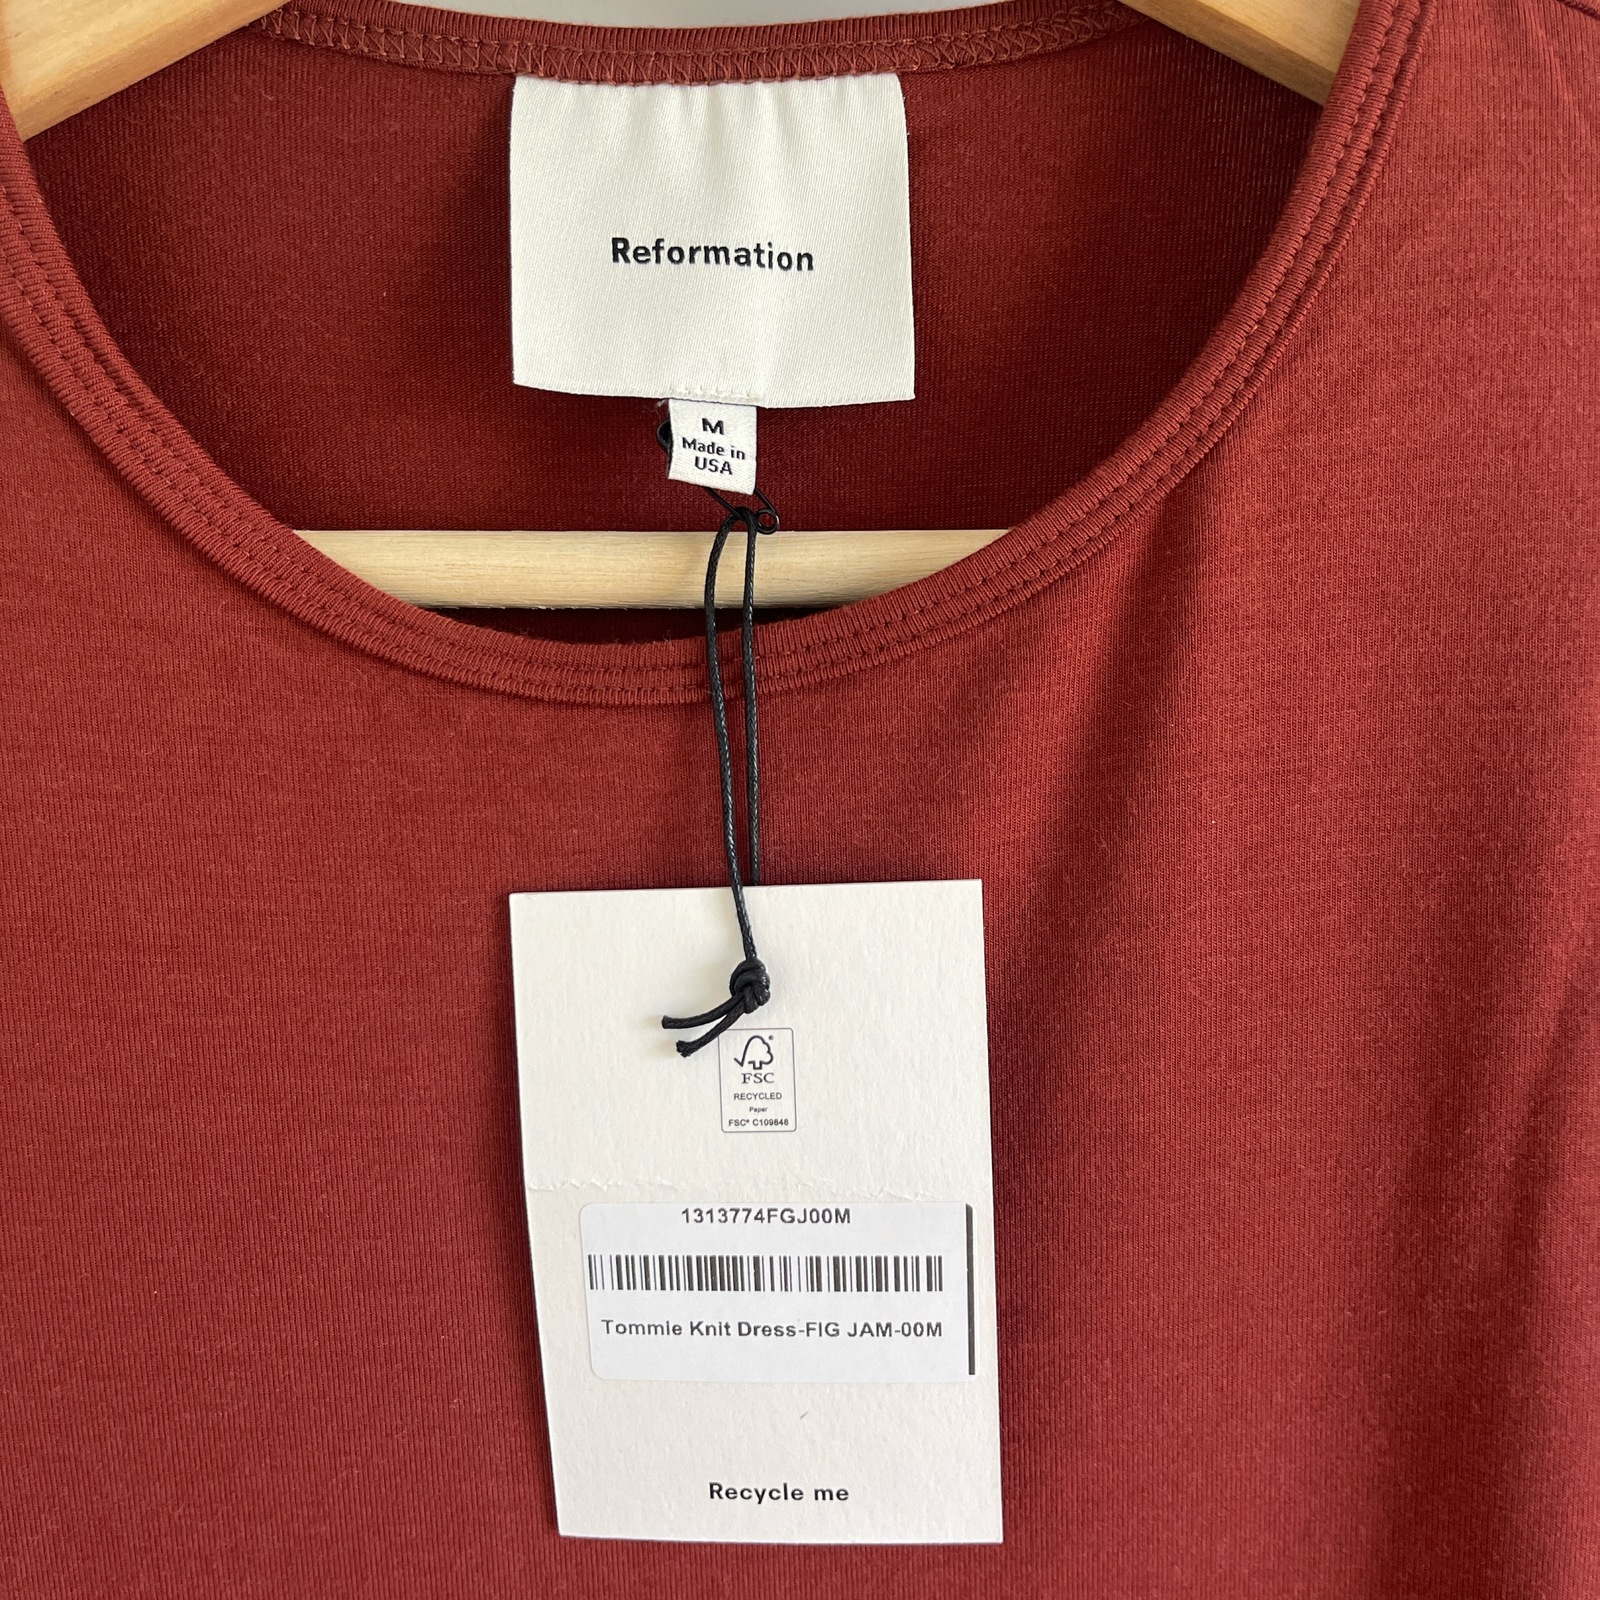 Reformation
M
Made in
USA
FSC
RECYCLED
Paper
FSC® C109846
1313774FGJ00M
Tommie Knit Dress-FIG JAM-00M
Recycle me